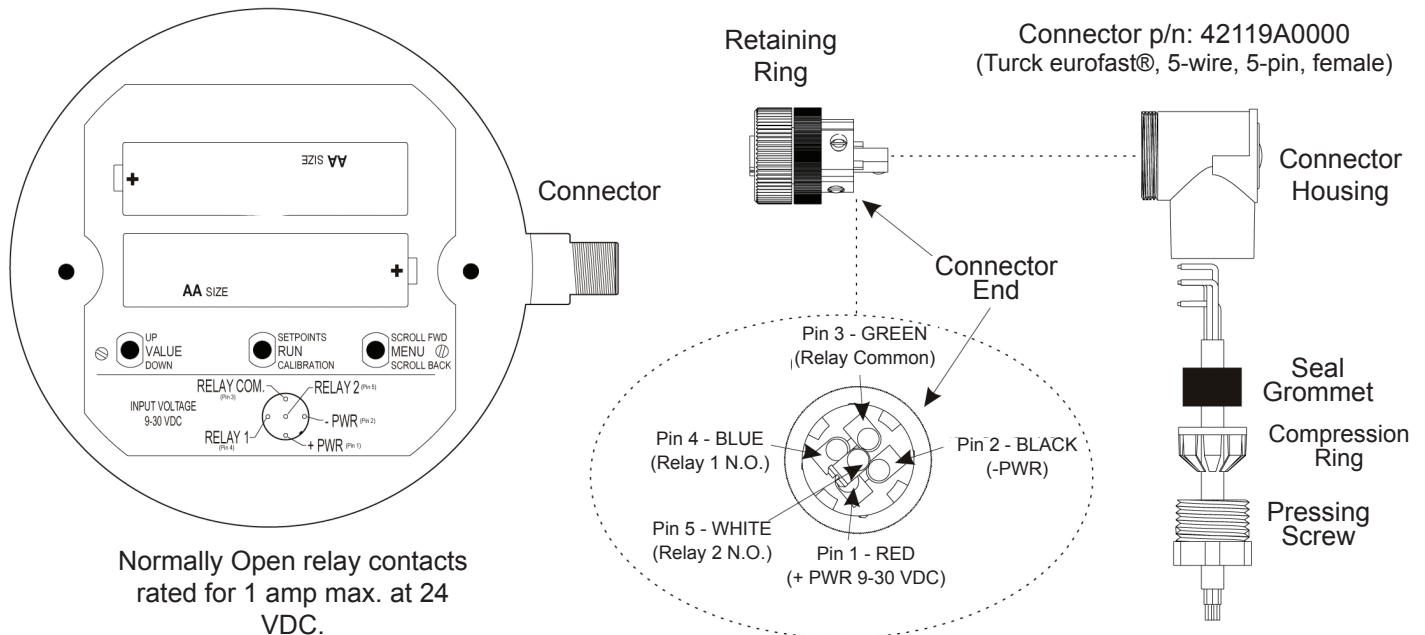 AA SIZE
+
Connector
+
AA SIZE
UP
VALUE
DOWN
SETPOINTS
RUN
CALIBRATION
SCROLL FWD
MENU
SCROLL BACK
INPUT VOLTAGE
9-30 VDC
RELAY COM.
(Pin 3)
RELAY 2 (Pin 5)
- PWR (Pin 2)
RELAY 1
(Pin 4)
+ PWR (Pin 1)
Normally Open relay contacts
rated for 1 amp max. at 24
VDC.
Retaining
Ring
Connector p/n: 42119A0000
(Turck eurofast®, 5-wire, 5-pin, female)
Connector
Housing
Connector
End
Pin 3 - GREEN
(Relay Common)
Pin 4 - BLUE
(Relay 1 N.O.)
Pin 2 - BLACK
(-PWR)
Pin 5 - WHITE
(Relay 2 N.O.)
Pin 1 - RED
(+ PWR 9-30 VDC)
Seal
Grommet
Compression
Ring
Pressing
Screw